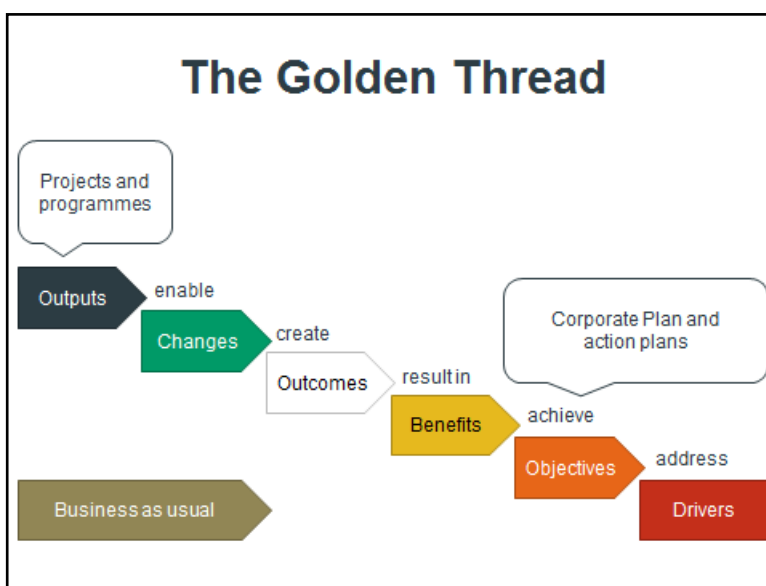 The Golden Thread
Projects and
programmes
Outputs
enable
Changes
create
Outcomes
result in
Benefits
Corporate Plan and
action plans
achieve
Objectives
address
Drivers
Business as usual